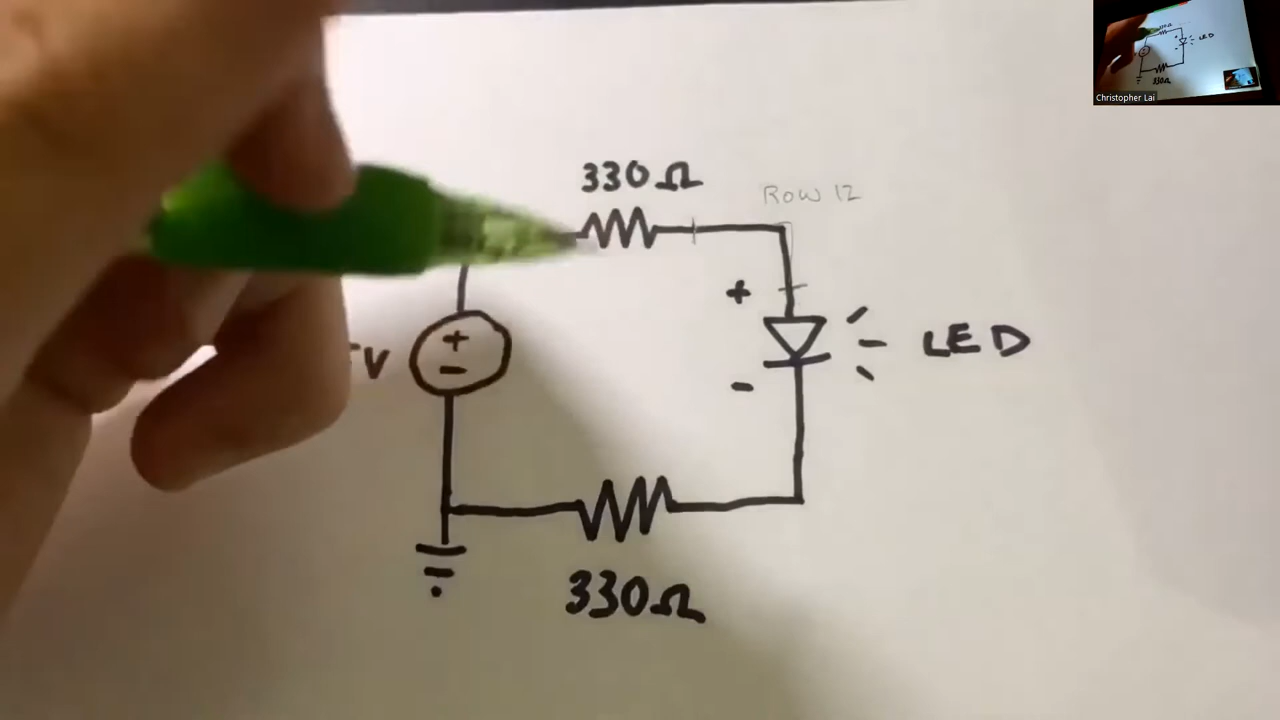 Christopher Lai
330Ω
Row 12
+
+
-
V
-
LED
330Ω